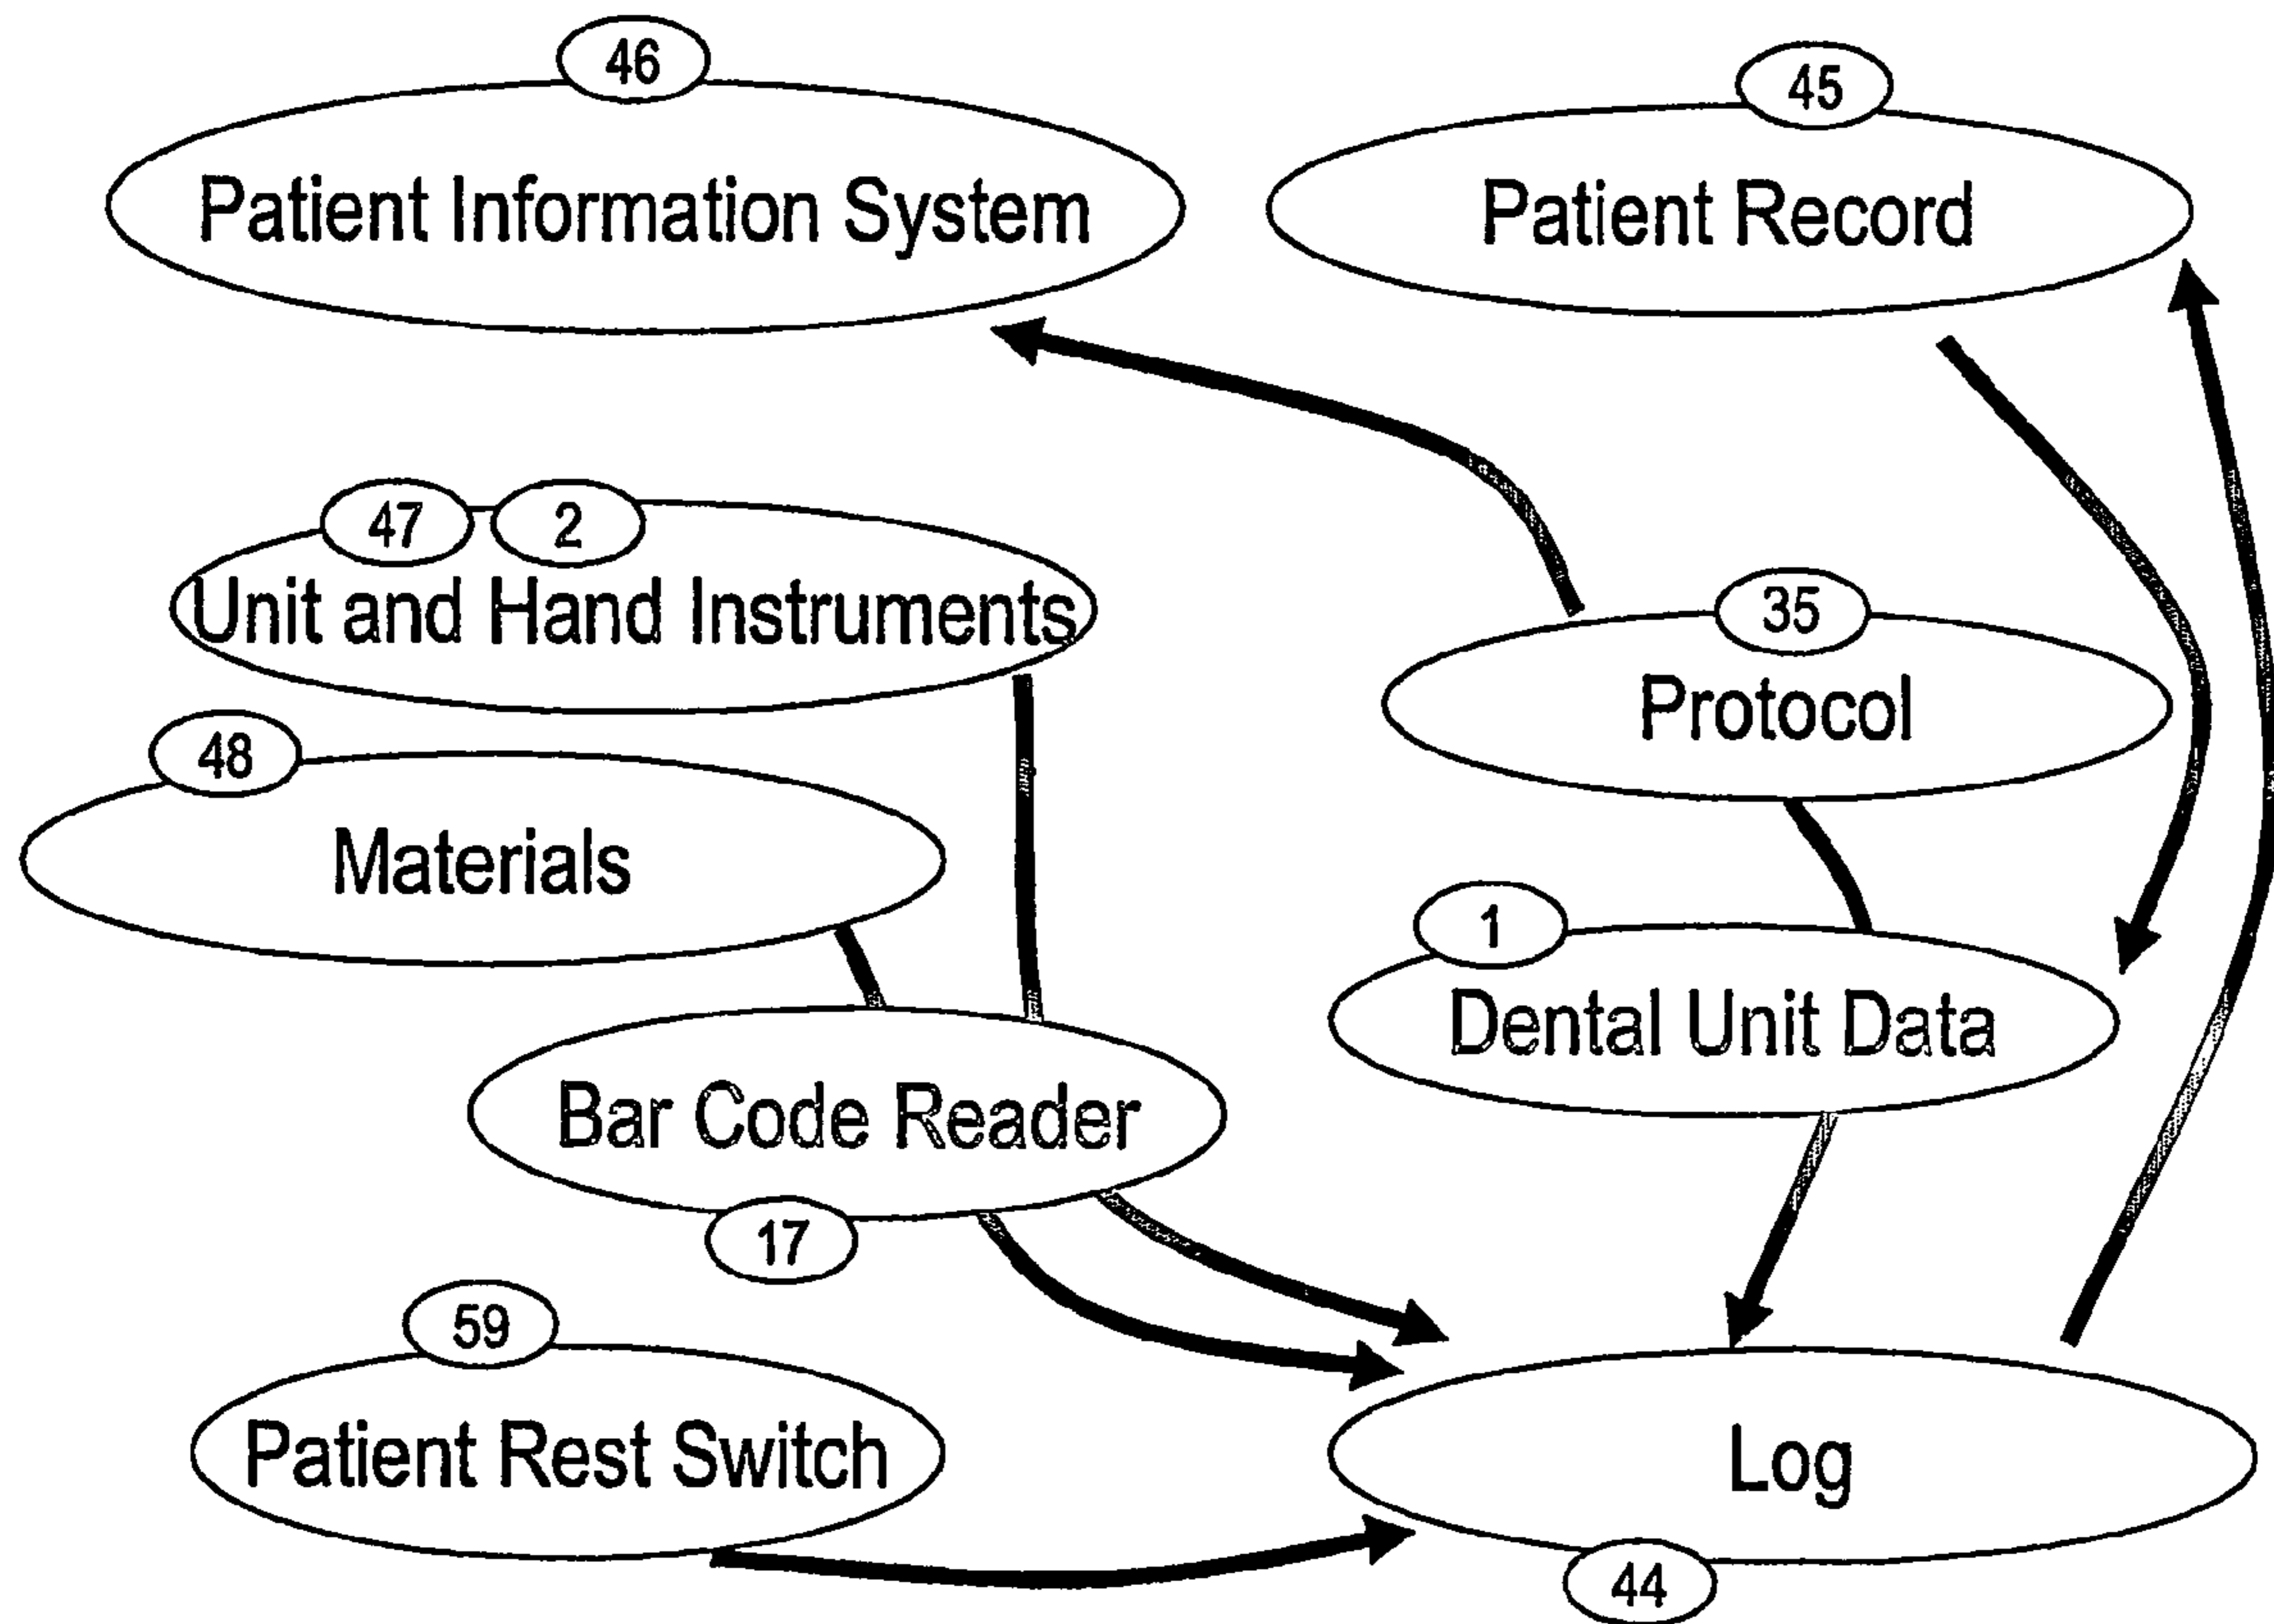 46
Patient Information System
45
Patient Record
47
2
Unit and Hand Instruments
35
Protocol
48
Materials
1
Dental Unit Data
Bar Code Reader
17
59
Patient Rest Switch
Log
44